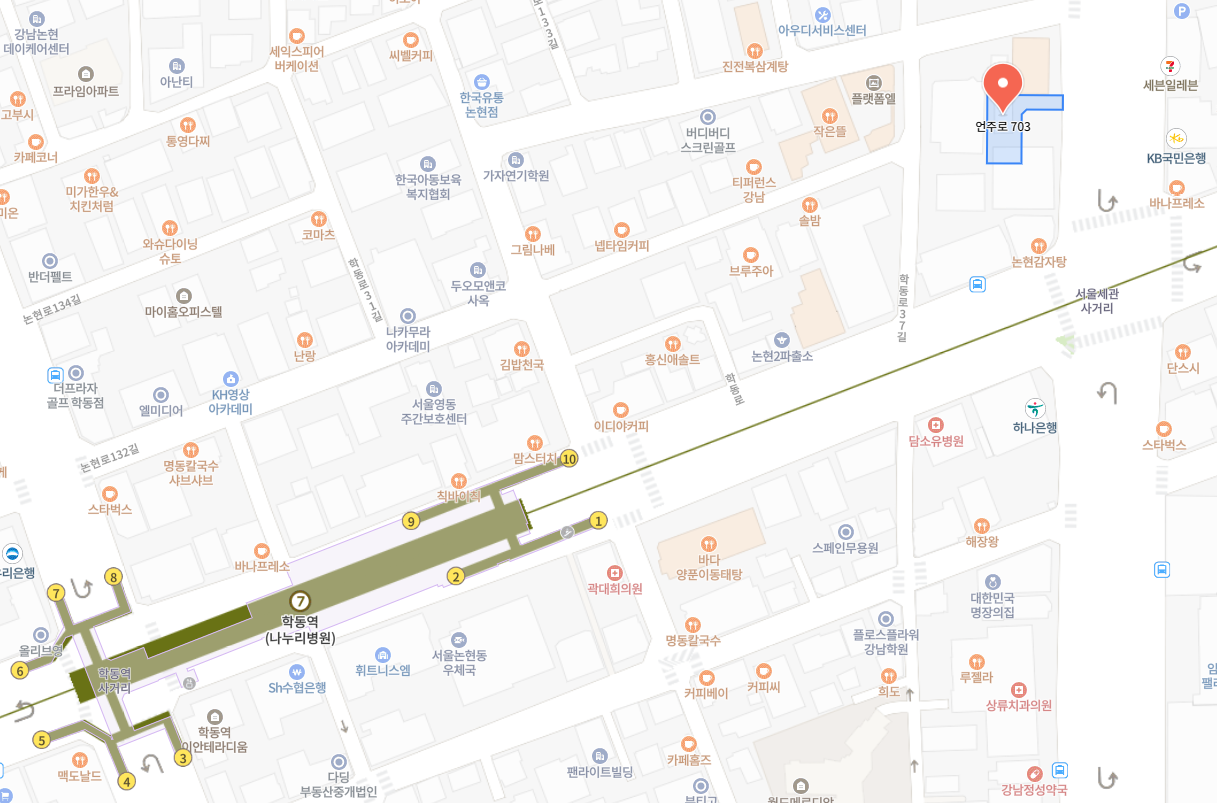 강남논현
데이케어센터
세익스피어
버케이션
씨벨커피
아우디서비스센터
P
프라임아파트
아난티
한국유통
논현점
진전복삼계탕
플랫폼엘
7
세븐일레븐
고부시
통영다찌
버디버디
스크린골프
작은뜰
언주로 703
카페코너
KB국민은행
미가한우&
치킨처럼
한국아동보육
복지협회
가자연기학원
티퍼런스
강남
바나프레소
미온
와슈다이닝
슈토
코마츠
그림나베
넵타임커피
솔밤
반더펠트
학동로31길
두오모앤코
사옥
브루주아
논현감자탕
논현로134길
마이홈오피스텔
학동로37길
서울세관
사거리
나카무라
아카데미
난랑
김밥천국
홍신애솔트
논현2파출소
단스시
더프라자
골프 학동점
엘미디어
KH영상
아카데미
서울영동
주간보호센터
학동로
이디야커피
하나은행
담소유병원
스타벅스
논현로132길
명동칼국수
샤브샤브
맘스터치
10
스타벅스
칙바이칙
9
1
바나프레소
바다
양푼이동태탕
스페인무용원
해장왕
리은행
8
7
2
곽대희의원
대한민국
명장의집
7
학동역
(나누리병원)
올리브영
6
명동칼국수
플로스플라워
강남학원
학동역
사거리
Sh수협은행
휘트니스엠
서울논현동
우체국
커피베이
커피씨
희도
루젤라
상류치과의원
5
학동역
이안테라디움
3
4
맥도날드
다딩
부동산중개법인
팬라이트빌딩
카페홈즈
강남정성약국